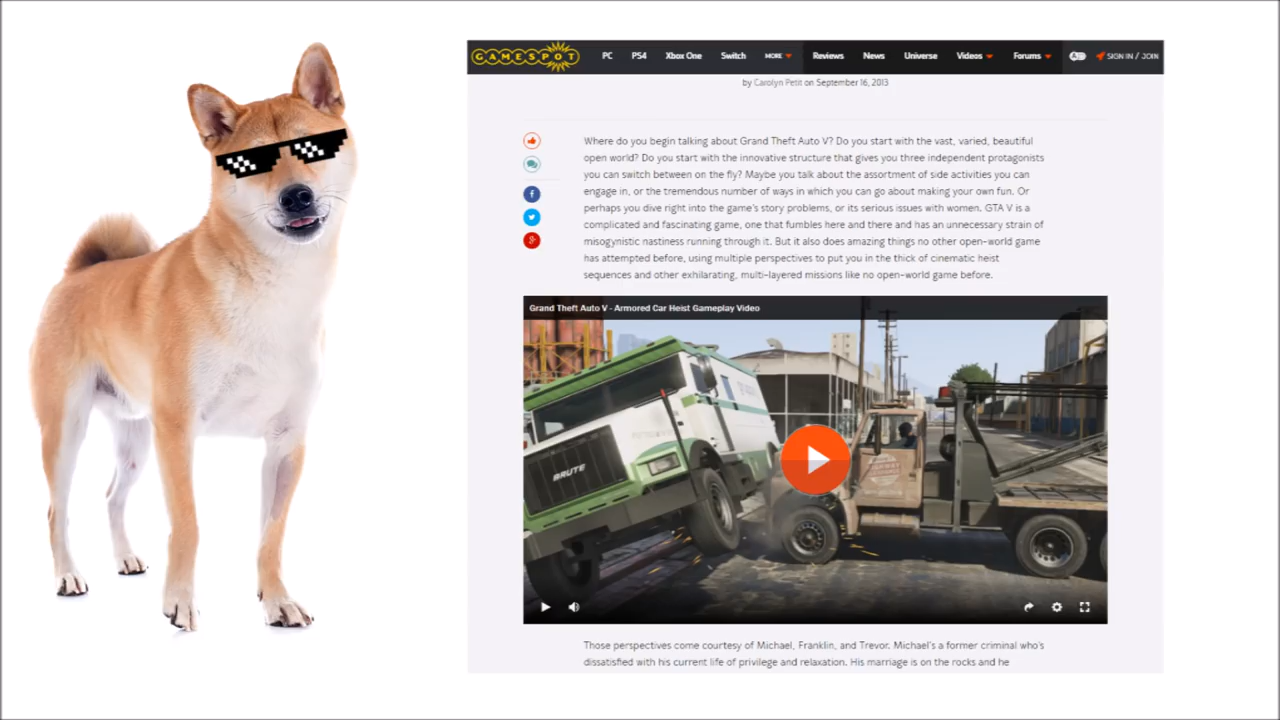 GAMESPOT PC PS4 Xbox One Switch MORE Reviews News Universe Videos Forums SIGN IN / JOIN
by Carolyn Petit on September 16, 2013
Where do you begin talking about Grand Theft Auto V? Do you start with the vast, varied, beautiful
open world? Do you start with the innovative structure that gives you three independent protagonists
you can switch between on the fly? Maybe you talk about the assortment of side activities you can
engage in, or the tremendous number of ways in which you can go about making your own fun. Or
perhaps you dive right into the game's story problems, or its serious issues with women. GTA V is a
complicated and fascinating game, one that fumbles here and there and has an unnecessary strain of
misogynistic nastiness running through it. But it also does amazing things no other open-world game
has attempted before, using multiple perspectives to put you in the thick of cinematic heist
sequences and other exhilarating, multi-layered missions like no open-world game before.
Grand Theft Auto V - Armored Car Heist Gameplay Video
BRUTE
Those perspectives come courtesy of Michael, Franklin, and Trevor. Michael's a former criminal who's
dissatisfied with his current life of privilege and relaxation. His marriage is on the rocks and he